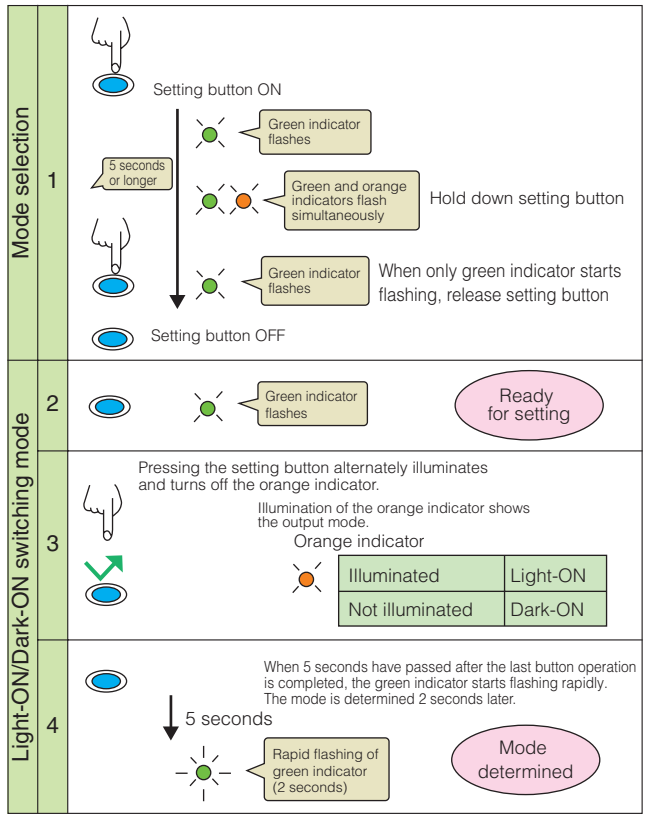 Mode selection
1
Setting button ON
Green indicator
flashes
5 seconds
or longer
Green and orange
indicators flash
simultaneously
Hold down setting button
Green indicator
flashes
When only green indicator starts
flashing, release setting button
Setting button OFF
Light-ON/Dark-ON switching mode
2
Green indicator
flashes
Ready
for setting
3
Pressing the setting button alternately illuminates
and turns off the orange indicator.
Illumination of the orange indicator shows
the output mode.
Orange indicator
Illuminated Light-ON
Not illuminated Dark-ON
4
When 5 seconds have passed after the last button operation
is completed, the green indicator starts flashing rapidly.
The mode is determined 2 seconds later.
5 seconds
Rapid flashing of
green indicator
(2 seconds)
Mode
determined